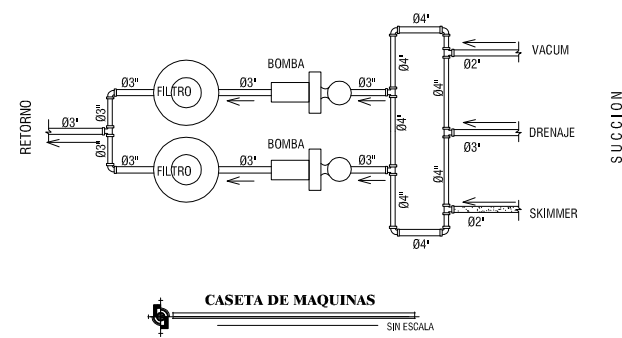 Ø4'
VACUM
Ø4'
Ø2'
BOMBA
FILTRO
Ø3"
Ø3'
Ø3"
Ø4"
Ø3"
RETORNO
Ø3'
Ø3"
Ø4"
DRENAJE
Ø3'
SUCCION
BOMBA
FILTRO
Ø3"
Ø3'
Ø3"
Ø4"
Ø4"
SKIMMER
Ø2'
Ø4'
CASETA DE MAQUINAS
SIN ESCALA